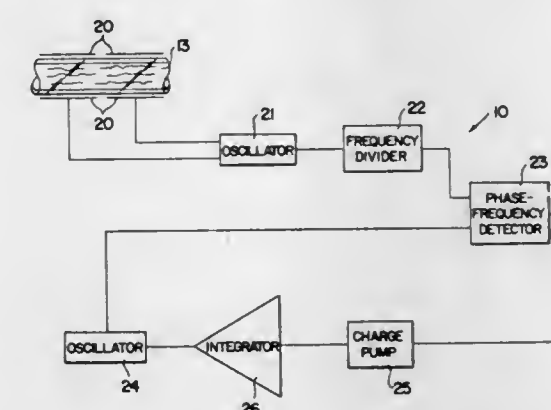 20
13
20
21
OSCILLATOR
22
FREQUENCY
DIVIDER
10
23
PHASE-
FREQUENCY
DETECTOR
OSCILLATOR
24
INTEGRATOR
26
CHARGE
PUMP
25